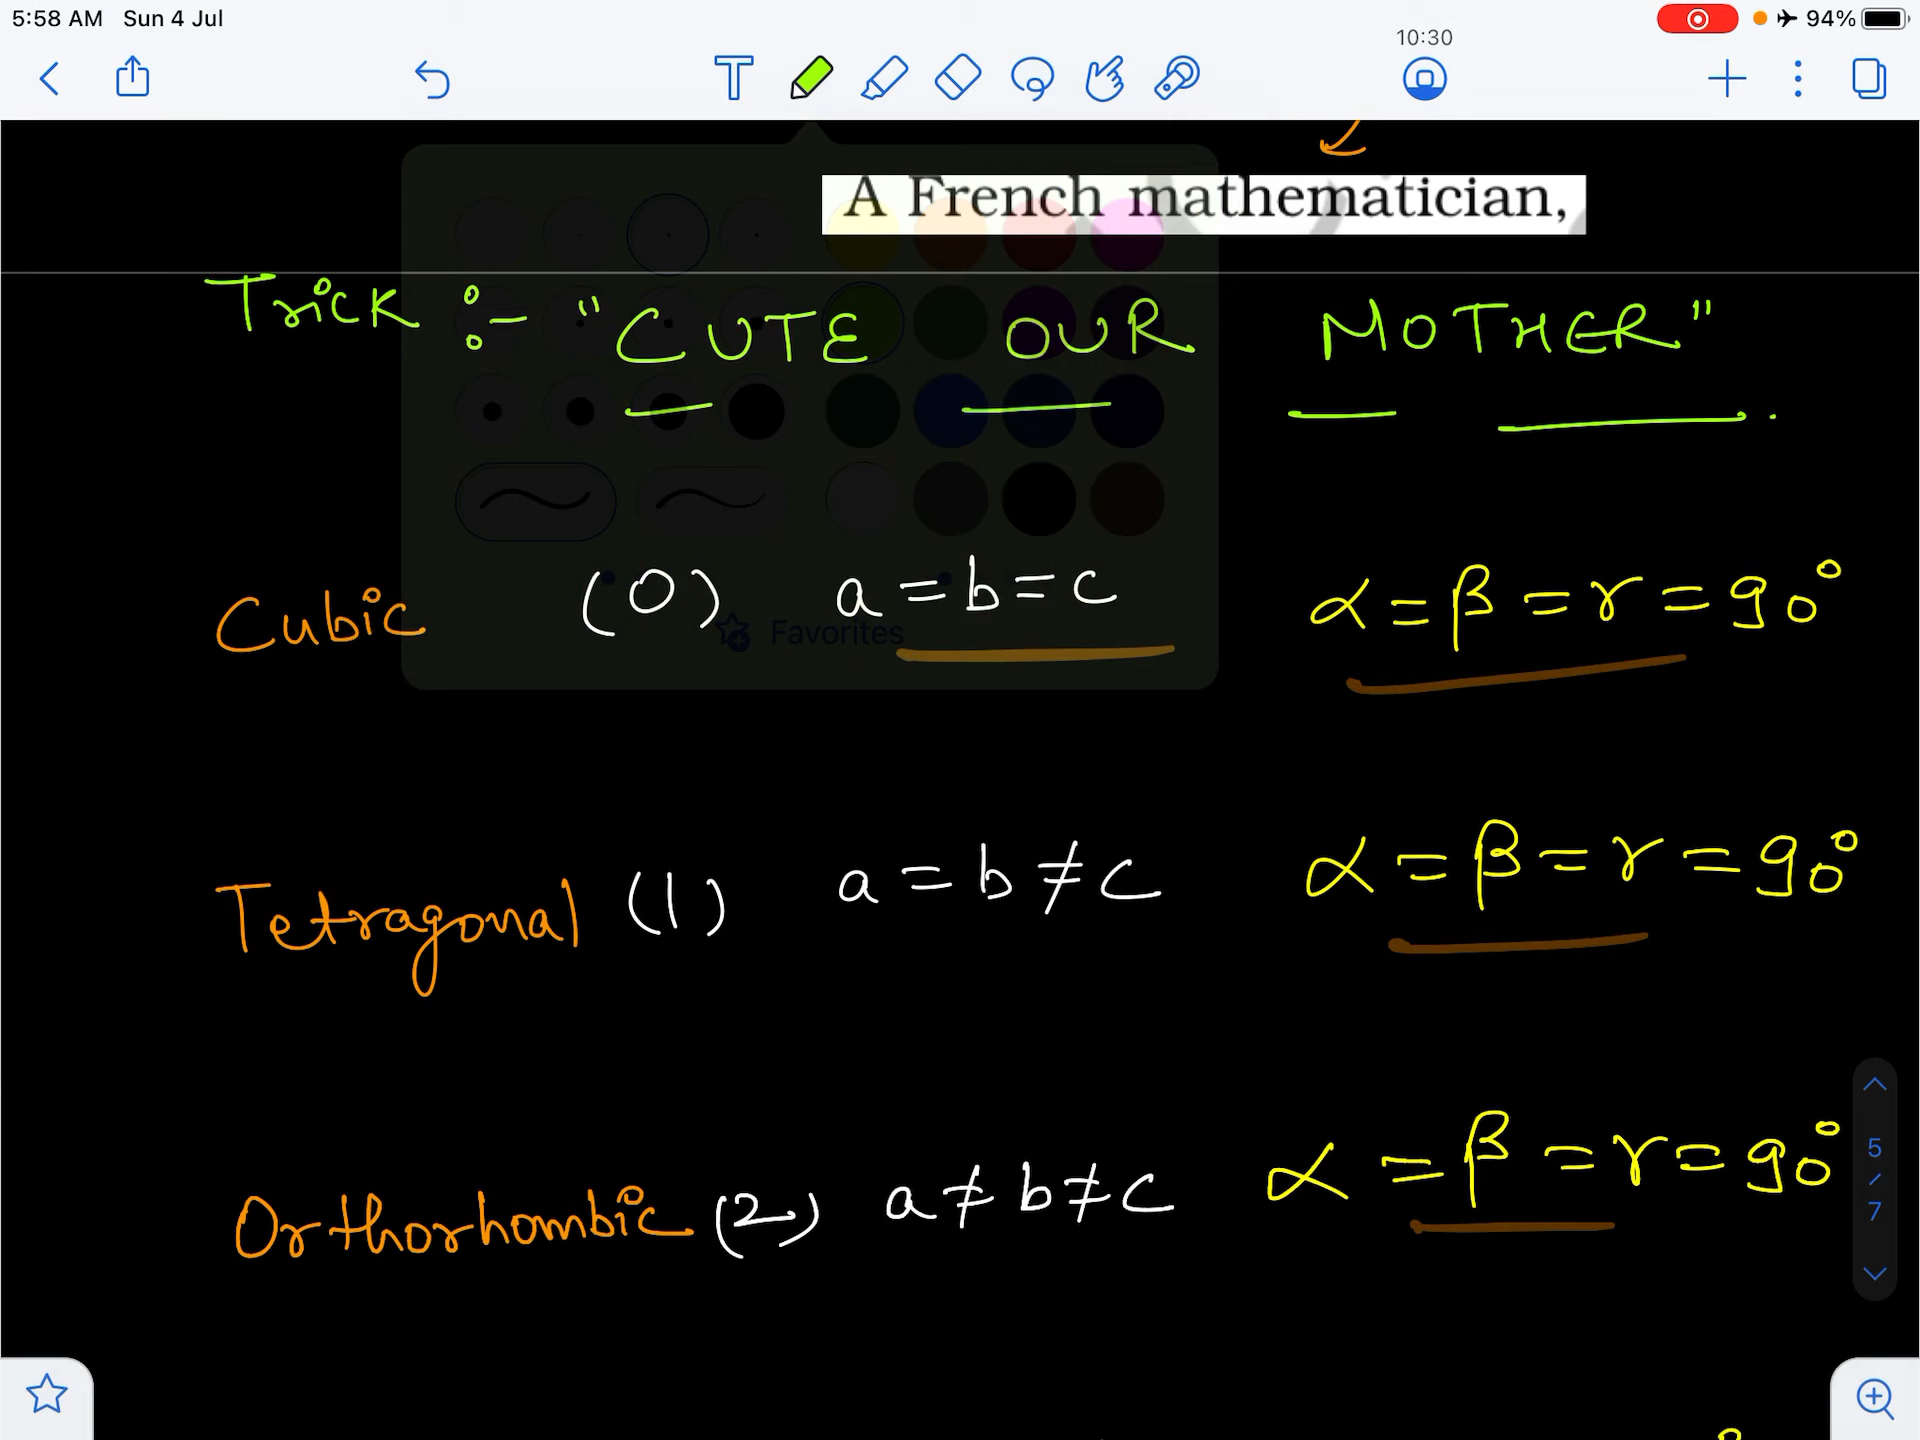 5:58 AM Sun 4 Jul
94%
10:30
A French mathematician,
Trick :- "CUTE OUR MOTHER"
Cubic (0) a = b = c α = β = γ = 90°
Favorites
Tetragonal (1) a = b ≠ c α = β = γ = 90°
Orthorhombic (2) a ≠ b ≠ c α = β = γ = 90°
5
/
7